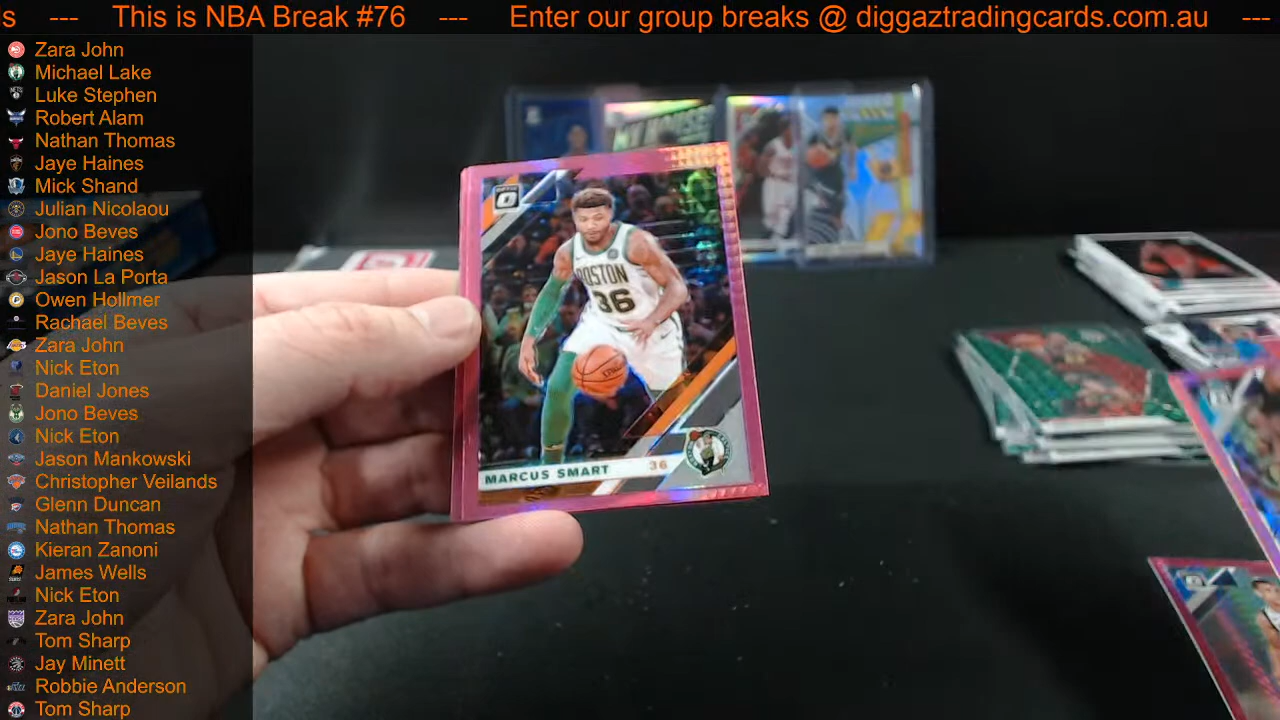 s --- This is NBA Break #76 --- Enter our group breaks @ diggaztradingcards.com.au ---
Zara John
Michael Lake
Luke Stephen
Robert Alam
Nathan Thomas
Jaye Haines
Mick Shand
Julian Nicolaou
Jono Beves
Jaye Haines
Jason La Porta
Owen Hollmer
Rachael Beves
Zara John
Nick Eton
Daniel Jones
Jono Beves
Nick Eton
Jason Mankowski
Christopher Veilands
Glenn Duncan
Nathan Thomas
Kieran Zanoni
James Wells
Nick Eton
Zara John
Tom Sharp
Jay Minett
Robbie Anderson
Tom Sharp
MY HOUSE
BOSTON
36
MARCUS SMART 36